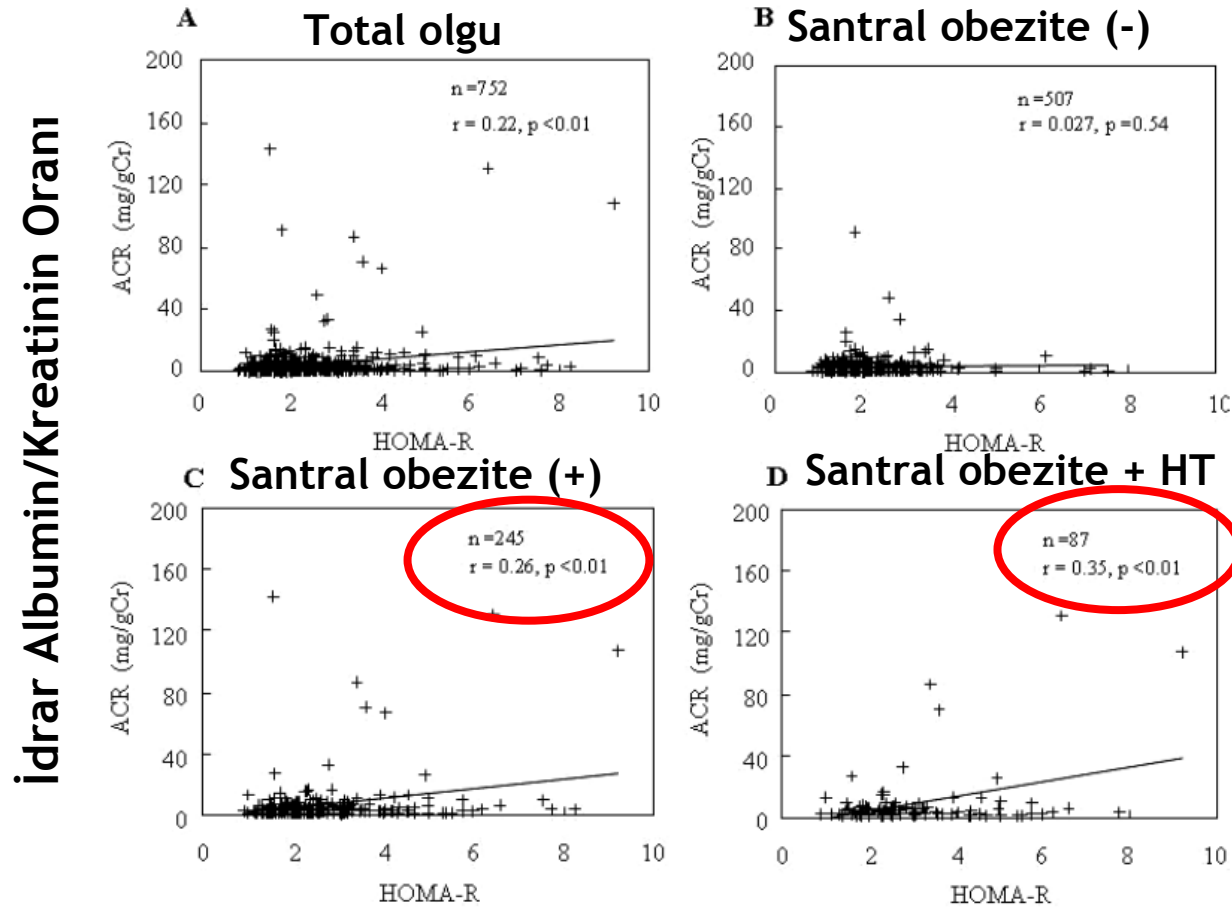 İdrar Albumin/Kreatinin Oranı
A Total olgu
n =752
r = 0.22, p <0.01
ACR (mg/gCr)
200
160
120
80
40
0
0 2 4 6 8 10
HOMA-R
B Santral obezite (-)
n =507
r = 0.027, p =0.54
ACR (mg/gCr)
200
160
120
80
40
0
0 2 4 6 8 10
HOMA-R
C Santral obezite (+)
n =245
r = 0.26, p <0.01
ACR (mg/gCr)
200
160
120
80
40
0
0 2 4 6 8 10
HOMA-R
D Santral obezite + HT
n =87
r = 0.35, p <0.01
ACR (mg/gCr)
200
160
120
80
40
0
0 2 4 6 8 10
HOMA-R